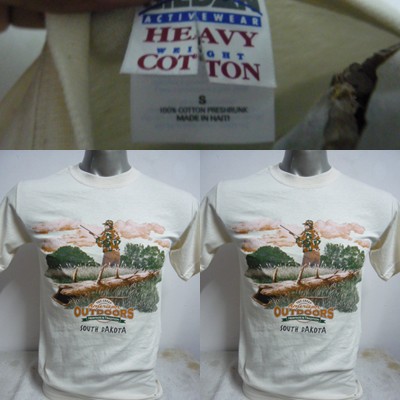 ACTIVEWEAR
HEAVY
WEIGHT
COTTON
S
100% COTTON PRESHRUNK
MADE IN HAITI
OUTDOORS
SOUTH DAKOTA
OUTDOORS
SOUTH DAKOTA